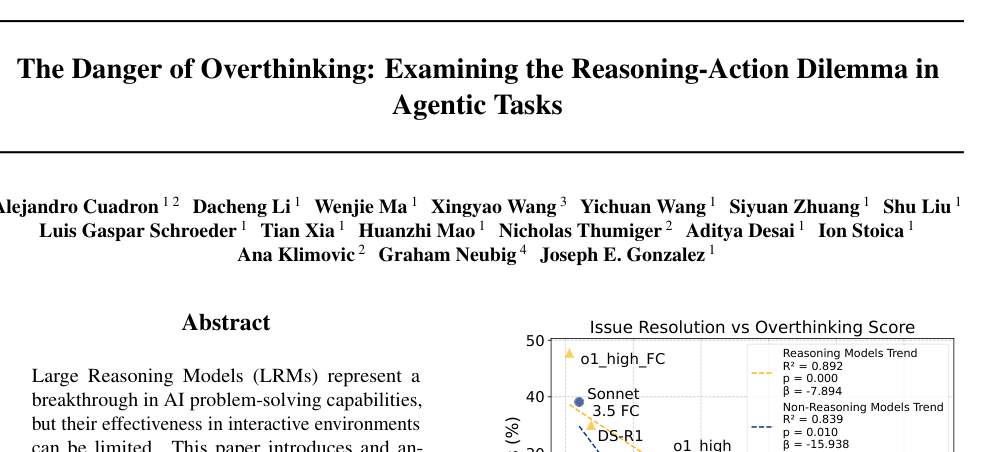 The Danger of Overthinking: Examining the Reasoning-Action Dilemma in
Agentic Tasks
Alejandro Cuadron 1 2 Dacheng Li 1 Wenjie Ma 1 Xingyao Wang 3 Yichuan Wang 1 Siyuan Zhuang 1 Shu Liu 1
Luis Gaspar Schroeder 1 Tian Xia 1 Huanzhi Mao 1 Nicholas Thumiger 2 Aditya Desai 1 Ion Stoica 1
Ana Klimovic 2 Graham Neubig 4 Joseph E. Gonzalez 1
Abstract
Large Reasoning Models (LRMs) represent a
breakthrough in AI problem-solving capabilities,
but their effectiveness in interactive environments
can be limited. This paper introduces and an-
Issue Resolution vs Overthinking Score
50
40
30
(%)
o1_high_FC
Sonnet
3.5 FC
DS-R1
o1_high
Reasoning Models Trend
R² = 0.892
p = 0.000
β = -7.894
Non-Reasoning Models Trend
R² = 0.839
p = 0.010
β = -15.938